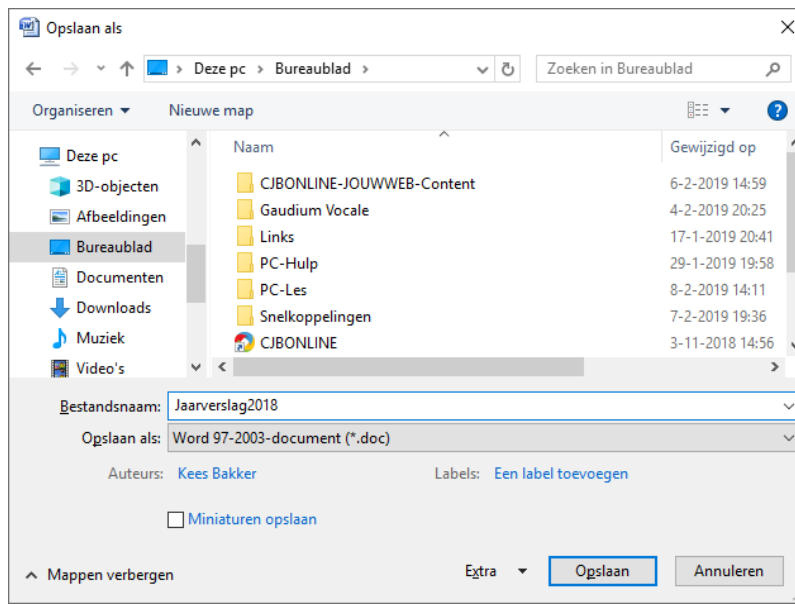 Opslaan als
Deze pc > Bureaublad > Zoeken in Bureaublad
Organiseren Nieuwe map
Naam Gewijzigd op
Deze pc
3D-objecten
Afbeeldingen
Bureaublad
Documenten
Downloads
Muziek
Video's
CJBONLINE-JOUWWEB-Content 6-2-2019 14:59
Gaudium Vocale 4-2-2019 20:25
Links 17-1-2019 20:41
PC-Hulp 29-1-2019 19:58
PC-Les 8-2-2019 14:11
Snelkoppelingen 7-2-2019 19:36
CJBONLINE 3-11-2018 14:56
Bestandsnaam: Jaarverslag2018
Opslaan als: Word 97-2003-document (*.doc)
Auteurs: Kees Bakker Labels: Een label toevoegen
Miniaturen opslaan
Mappen verbergen Extra Opslaan Annuleren